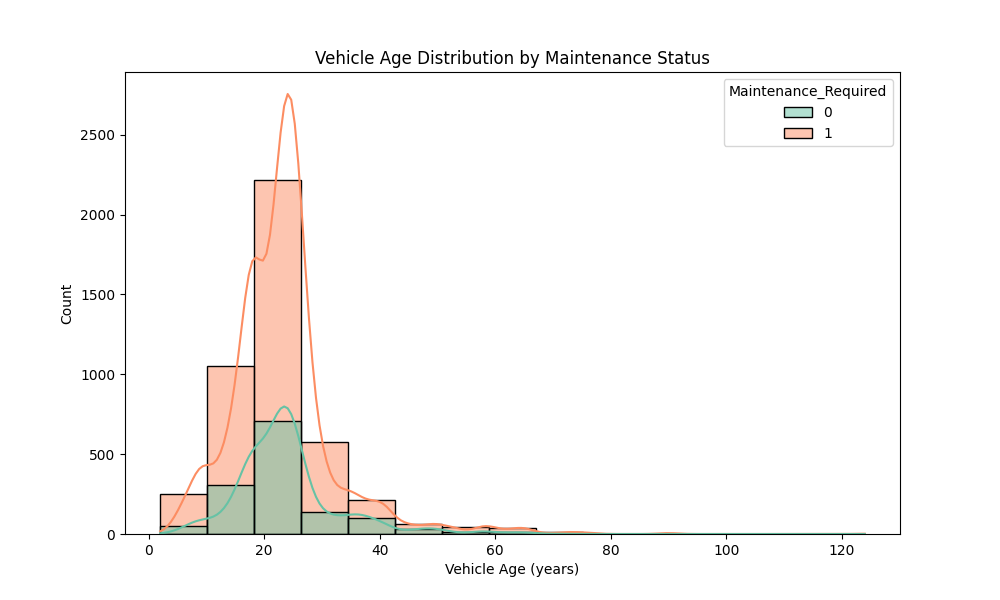 Vehicle Age Distribution by Maintenance Status
Maintenance_Required
0
1
2500
2000
1500
1000
500
0
Count
0 20 40 60 80 100 120
Vehicle Age (years)